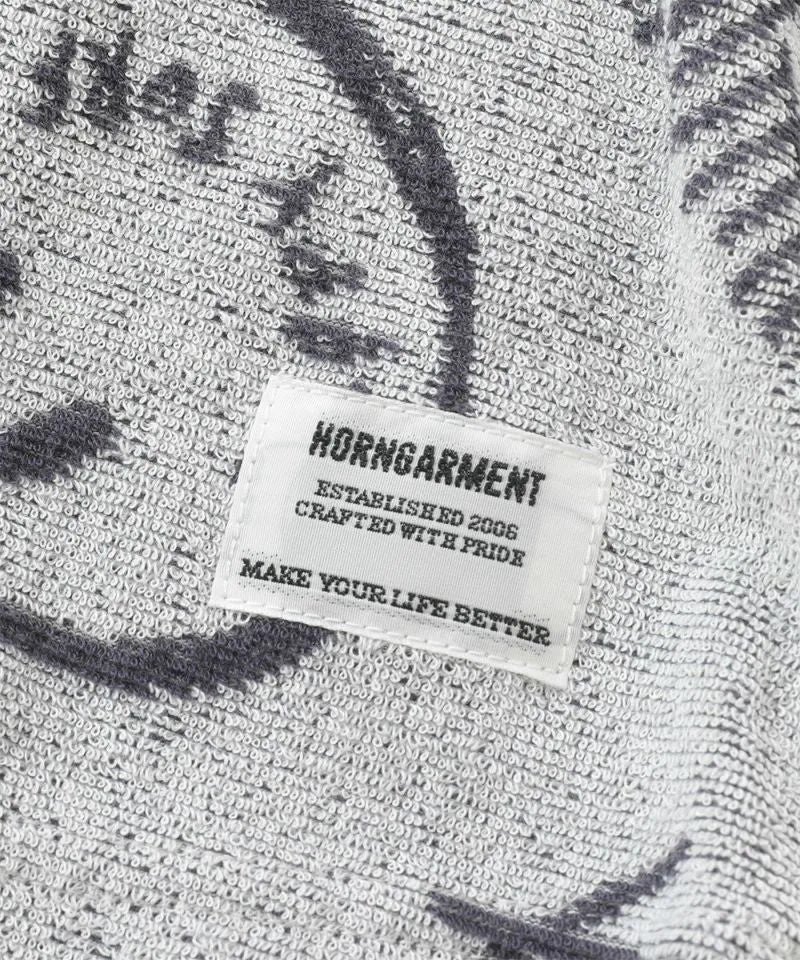 HORNGARMENT
ESTABLISHED 2006
CRAFTED WITH PRIDE
MAKE YOUR LIFE BETTER